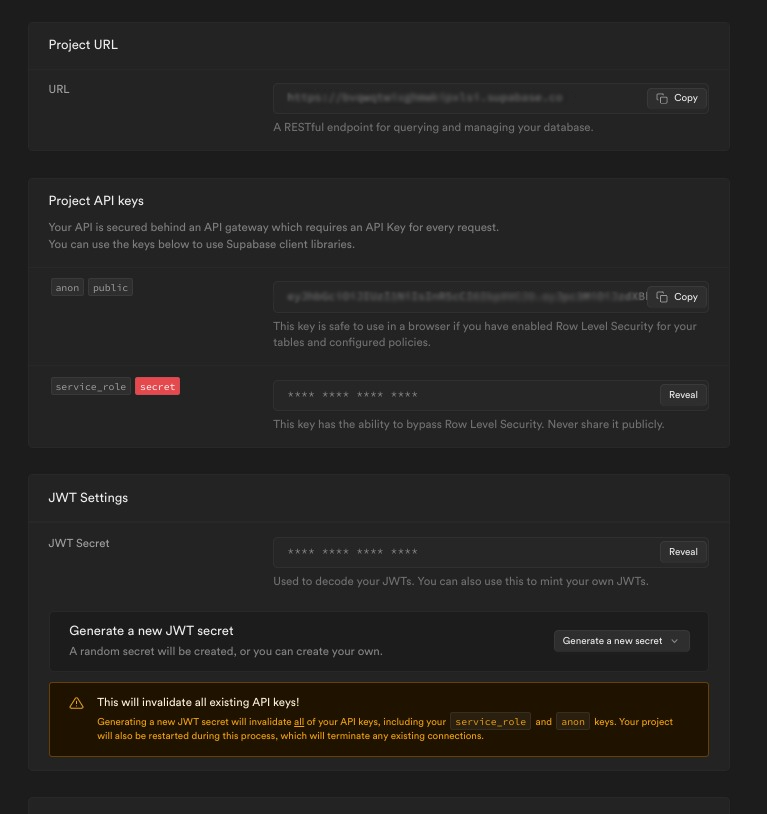 Project URL
URL
Copy
A RESTful endpoint for querying and managing your database.
Project API keys
Your API is secured behind an API gateway which requires an API Key for every request.
You can use the keys below to use Supabase client libraries.
anon public
Copy
This key is safe to use in a browser if you have enabled Row Level Security for your
tables and configured policies.
service_role secret
**** **** **** **** Reveal
This key has the ability to bypass Row Level Security. Never share it publicly.
JWT Settings
JWT Secret
**** **** **** **** Reveal
Used to decode your JWTs. You can also use this to mint your own JWTs.
Generate a new JWT secret
A random secret will be created, or you can create your own.
Generate a new secret
This will invalidate all existing API keys!
Generating a new JWT secret will invalidate all of your API keys, including your service_role and anon keys. Your project
will also be restarted during this process, which will terminate any existing connections.